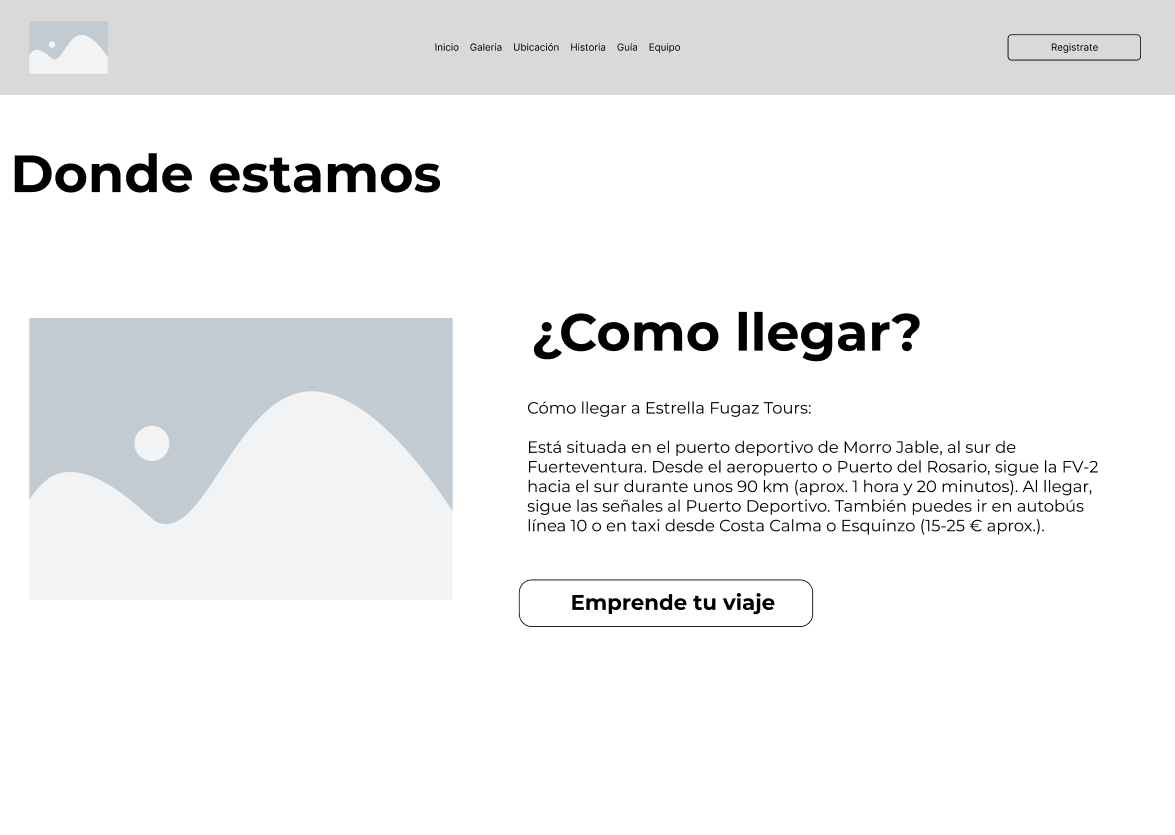 Inicio Galeria Ubicación Historia Guía Equipo Registrate
Donde estamos
¿Como llegar?
Cómo llegar a Estrella Fugaz Tours:
Está situada en el puerto deportivo de Morro Jable, al sur de
Fuerteventura. Desde el aeropuerto o Puerto del Rosario, sigue la FV-2
hacia el sur durante unos 90 km (aprox. 1 hora y 20 minutos). Al llegar,
sigue las señales al Puerto Deportivo. También puedes ir en autobús
línea 10 o en taxi desde Costa Calma o Esquinzo (15-25 € aprox.).
Emprende tu viaje